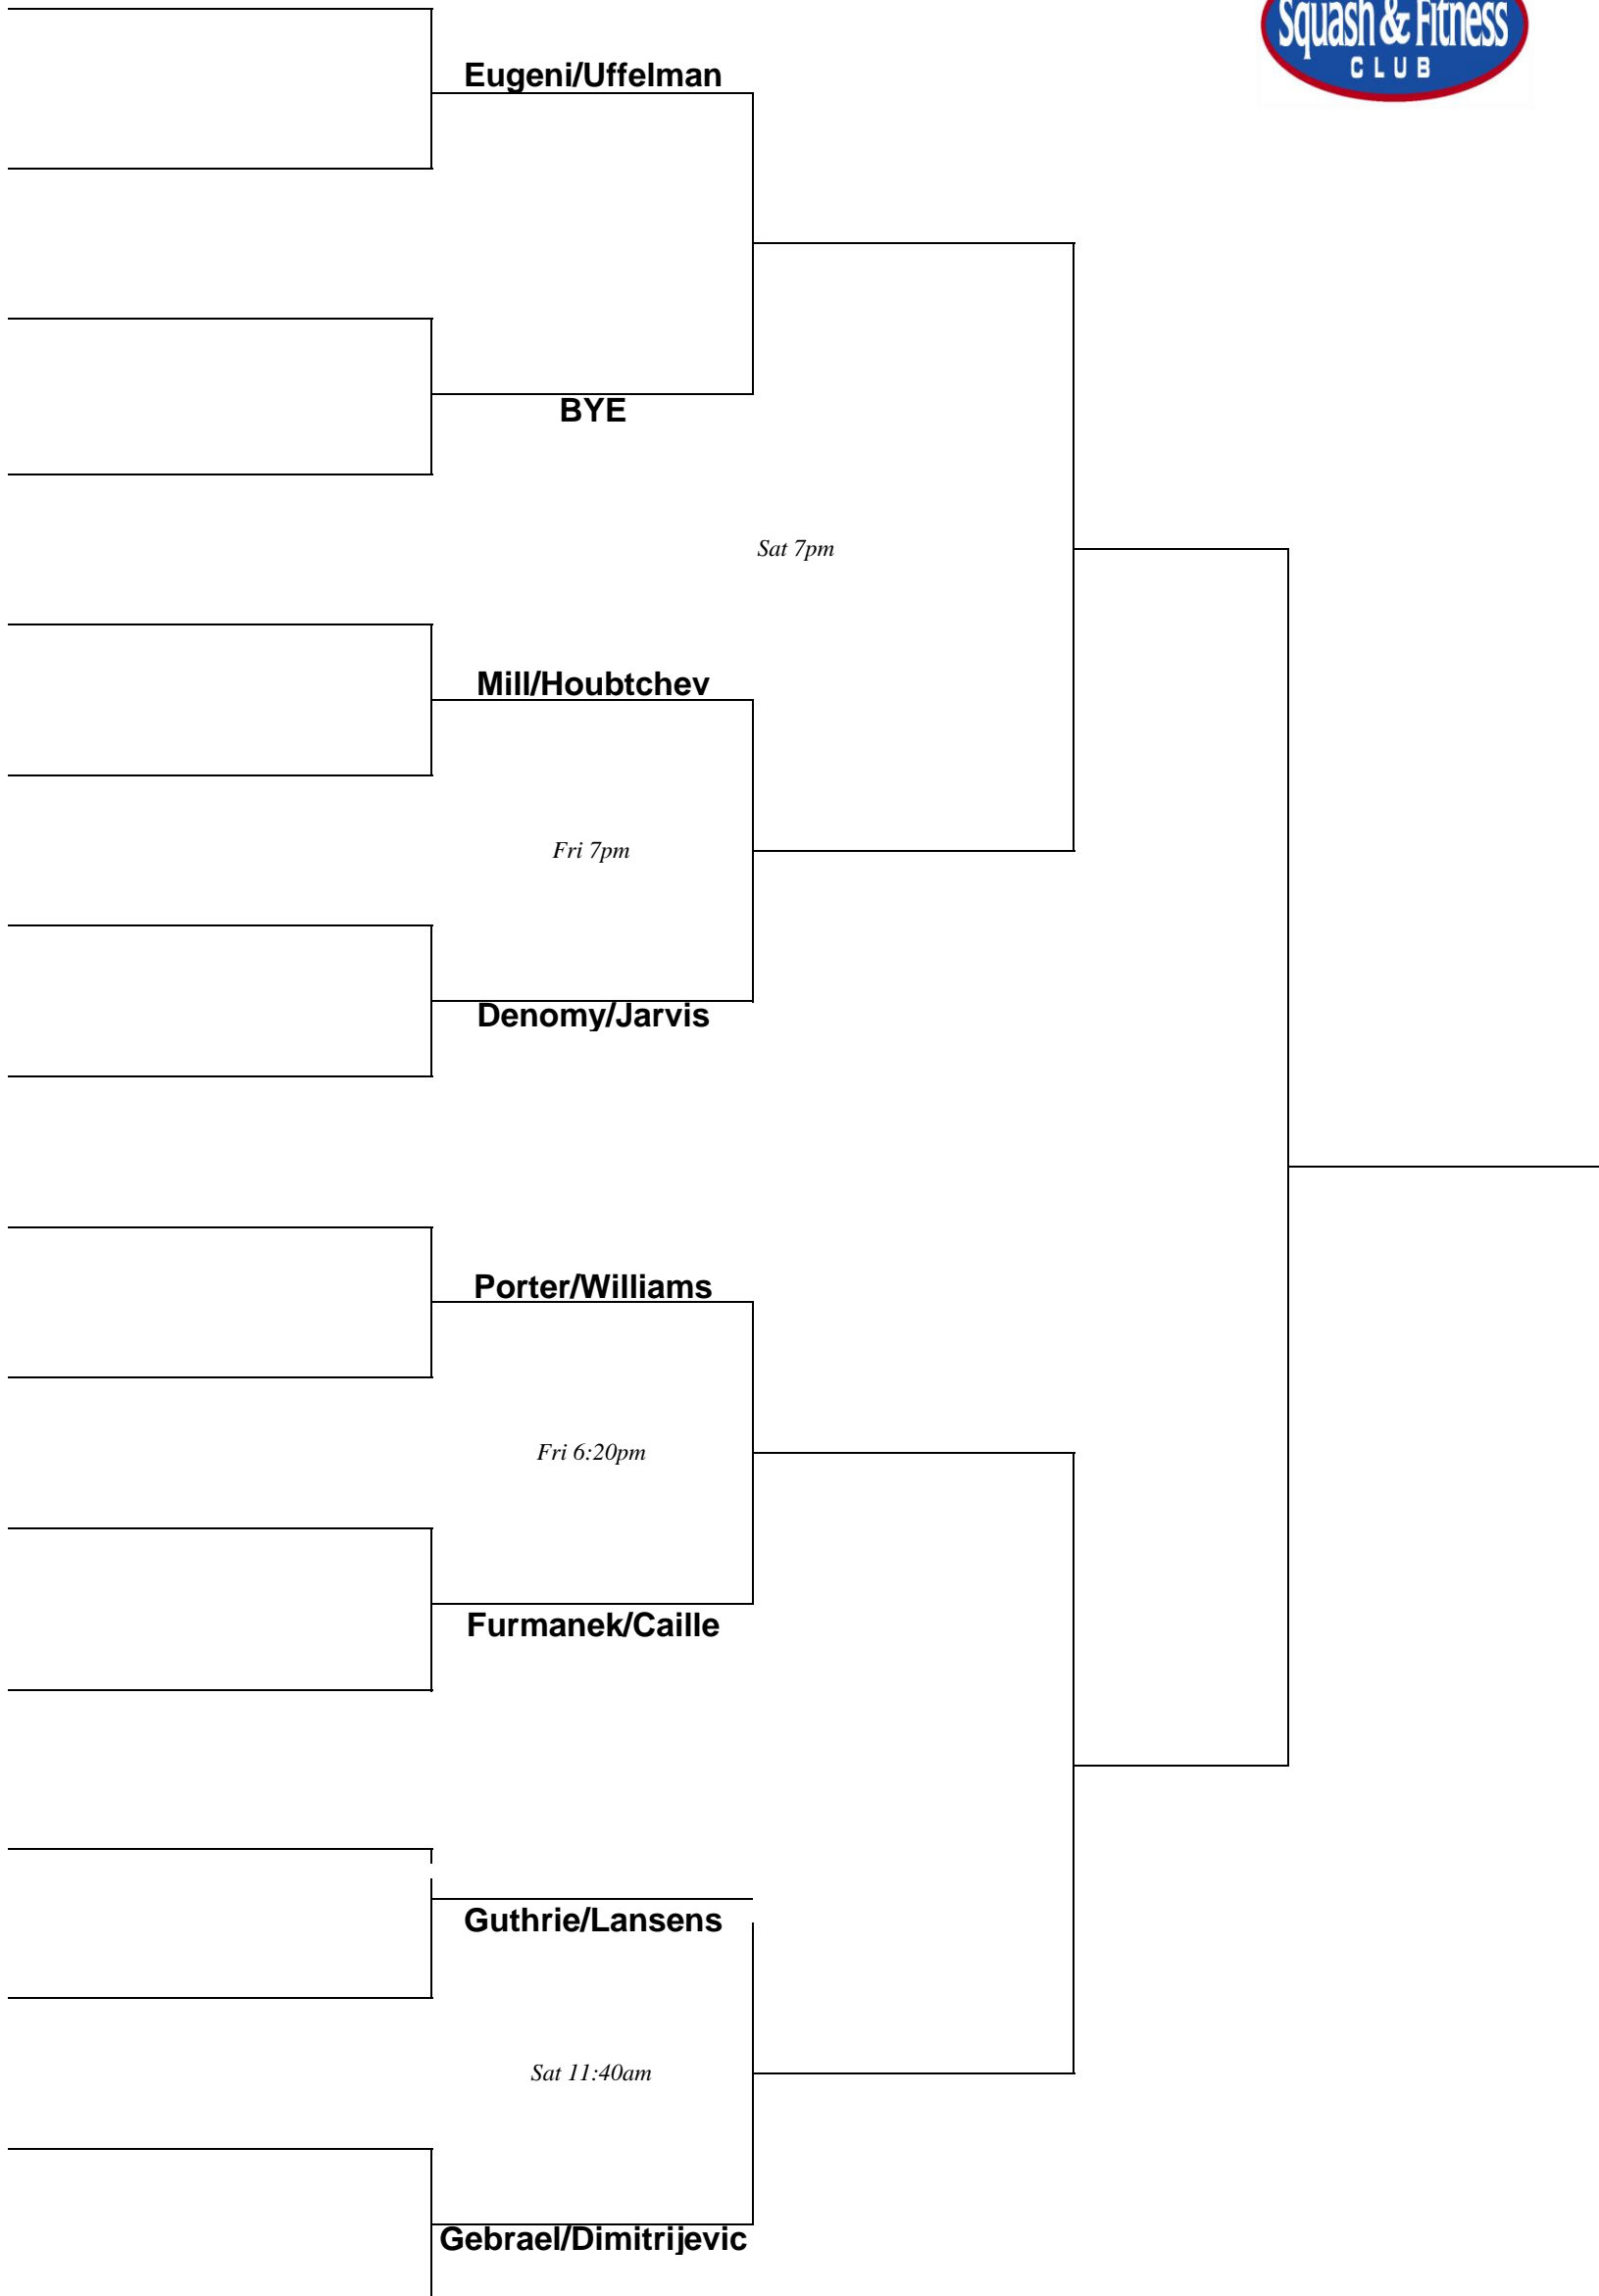 Squash & Fitness
CLUB
Eugeni/Uffelman
BYE
Sat 7pm
Mill/Houbtchev
Fri 7pm
Denomy/Jarvis
Porter/Williams
Fri 6:20pm
Furmanek/Caille
Guthrie/Lansens
Sat 11:40am
Gebrael/Dimitrijevic